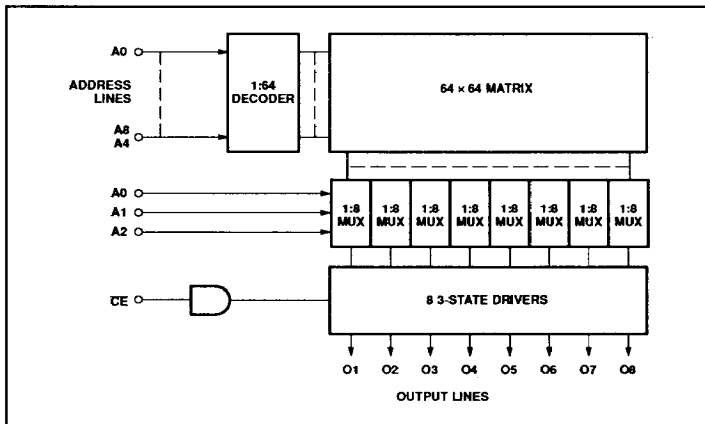 A0
ADDRESS
LINES
A8
A4
1:64
DECODER
64 × 64 MATRIX
A0
A1
A2
1:8
MUX
1:8
MUX
1:8
MUX
1:8
MUX
1:8
MUX
1:8
MUX
1:8
MUX
1:8
MUX
CE
8 3-STATE DRIVERS
O1 O2 O3 O4 O5 O6 O7 O8
OUTPUT LINES